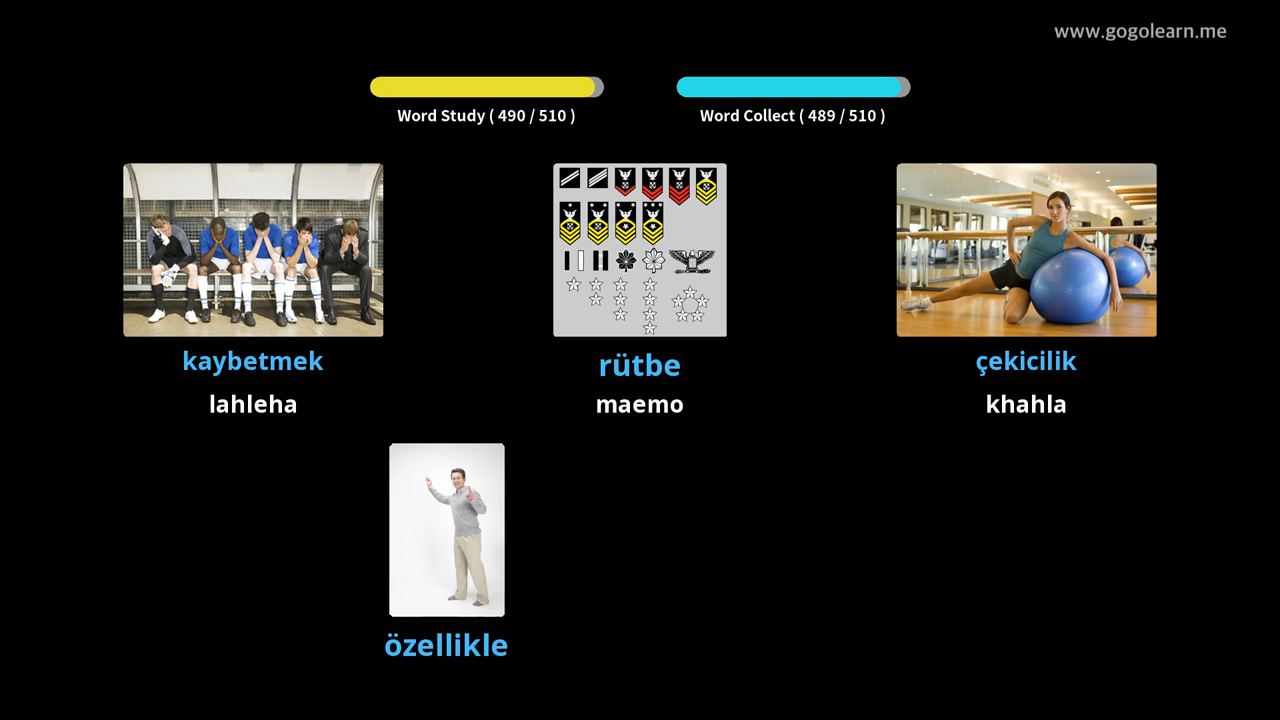 www.gogolearn.me
Word Study ( 490 / 510 )
Word Collect ( 489 / 510 )
kaybetmek
rütbe
çekicilik
lahleha
maemo
khahla
özellikle